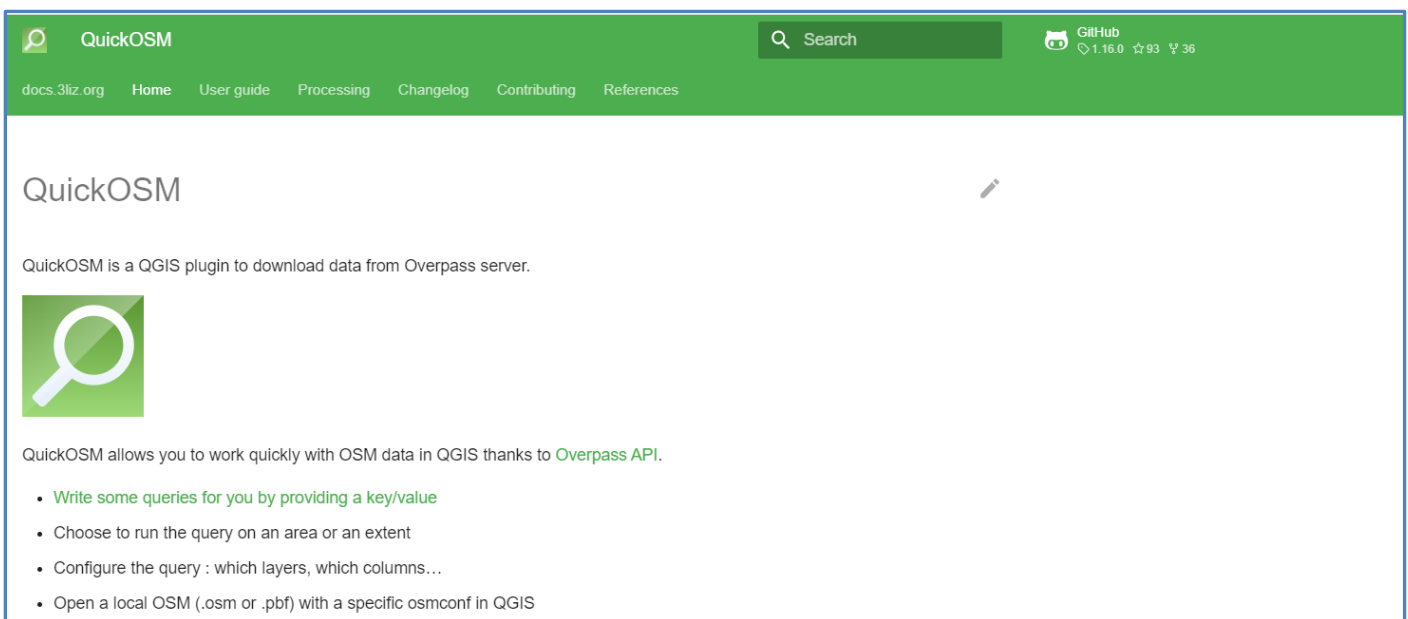 QuickOSM
Search
GitHub
1.16.0 93 36
docs.3liz.org Home User guide Processing Changelog Contributing References
QuickOSM
QuickOSM is a QGIS plugin to download data from Overpass server.
QuickOSM allows you to work quickly with OSM data in QGIS thanks to Overpass API.
• Write some queries for you by providing a key/value
• Choose to run the query on an area or an extent
• Configure the query : which layers, which columns…
• Open a local OSM (.osm or .pbf) with a specific osmconf in QGIS